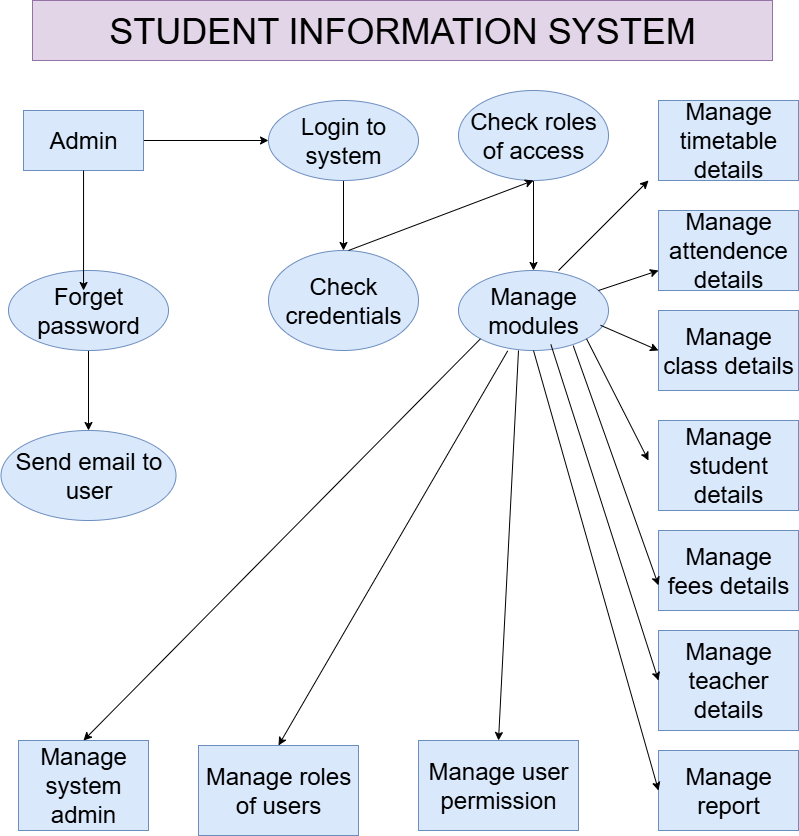 STUDENT INFORMATION SYSTEM
Admin
Login to
system
Check roles
of access
Manage
timetable
details
Manage
attendence
details
Forget
password
Check
credentials
Manage
modules
Manage
class details
Send email to
user
Manage
student
details
Manage
fees details
Manage
teacher
details
Manage
system
admin
Manage roles
of users
Manage user
permission
Manage
report